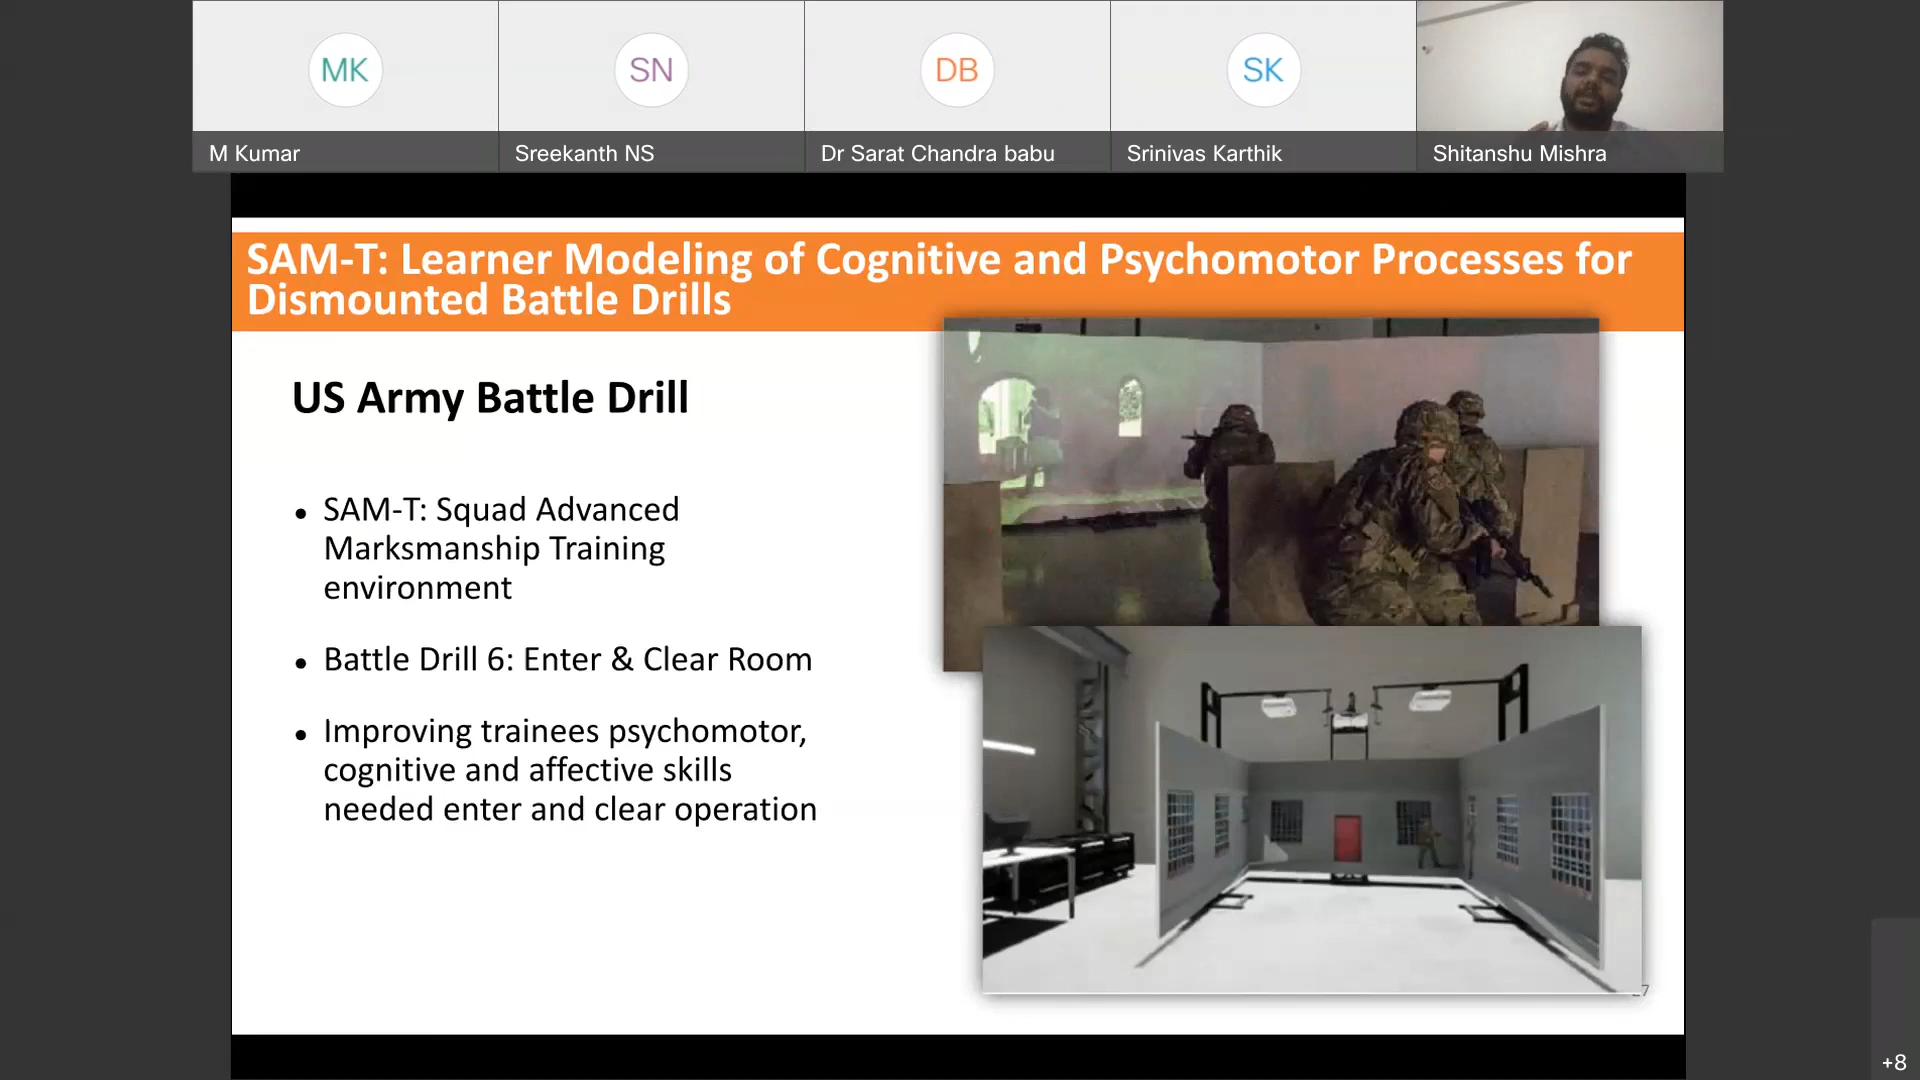 MK
SN
DB
SK
M Kumar
Sreekanth NS
Dr Sarat Chandra babu
Srinivas Karthik
Shitanshu Mishra
SAM-T: Learner Modeling of Cognitive and Psychomotor Processes for
Dismounted Battle Drills
US Army Battle Drill
• SAM-T: Squad Advanced
Marksmanship Training
environment
• Battle Drill 6: Enter & Clear Room
• Improving trainees psychomotor,
cognitive and affective skills
needed enter and clear operation
+8